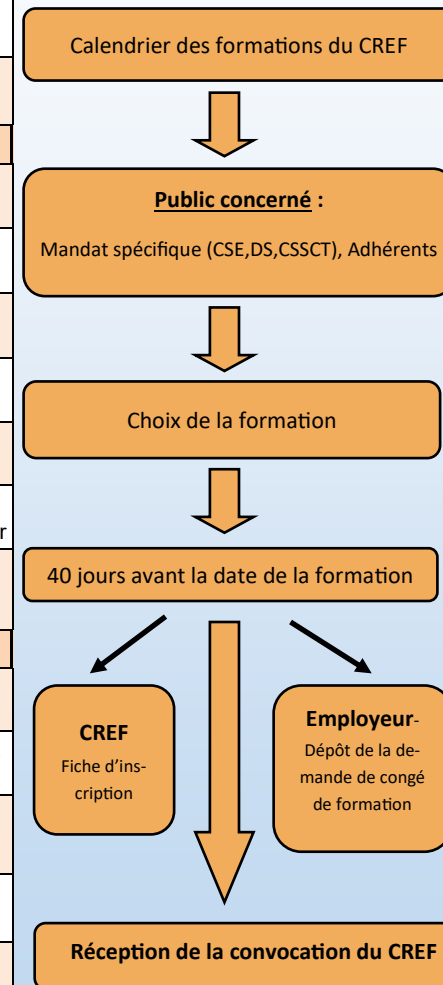 Calendrier des formations du CREF
Public concerné :
Mandat spécifique (CSE,DS,CSSCT), Adhérents
Choix de la formation
r
40 jours avant la date de la formation
CREF
Fiche d'ins-
cription
Employeur-
Dépôt de la de-
mande de congé
de formation
Réception de la convocation du CREF